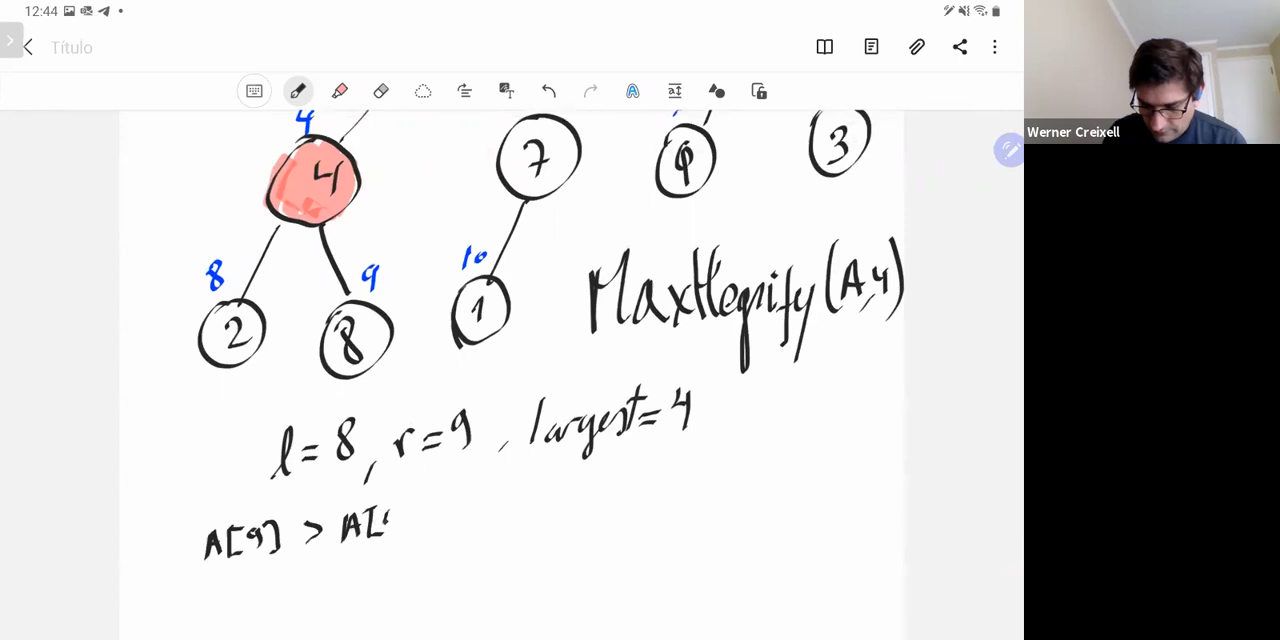 12:44
Título
Werner Creixell
4
4
7
9
3
8
9
10
2
8
1
MaxHepify(A,4)
l=8, r=9, largest=4
A[9] > A[